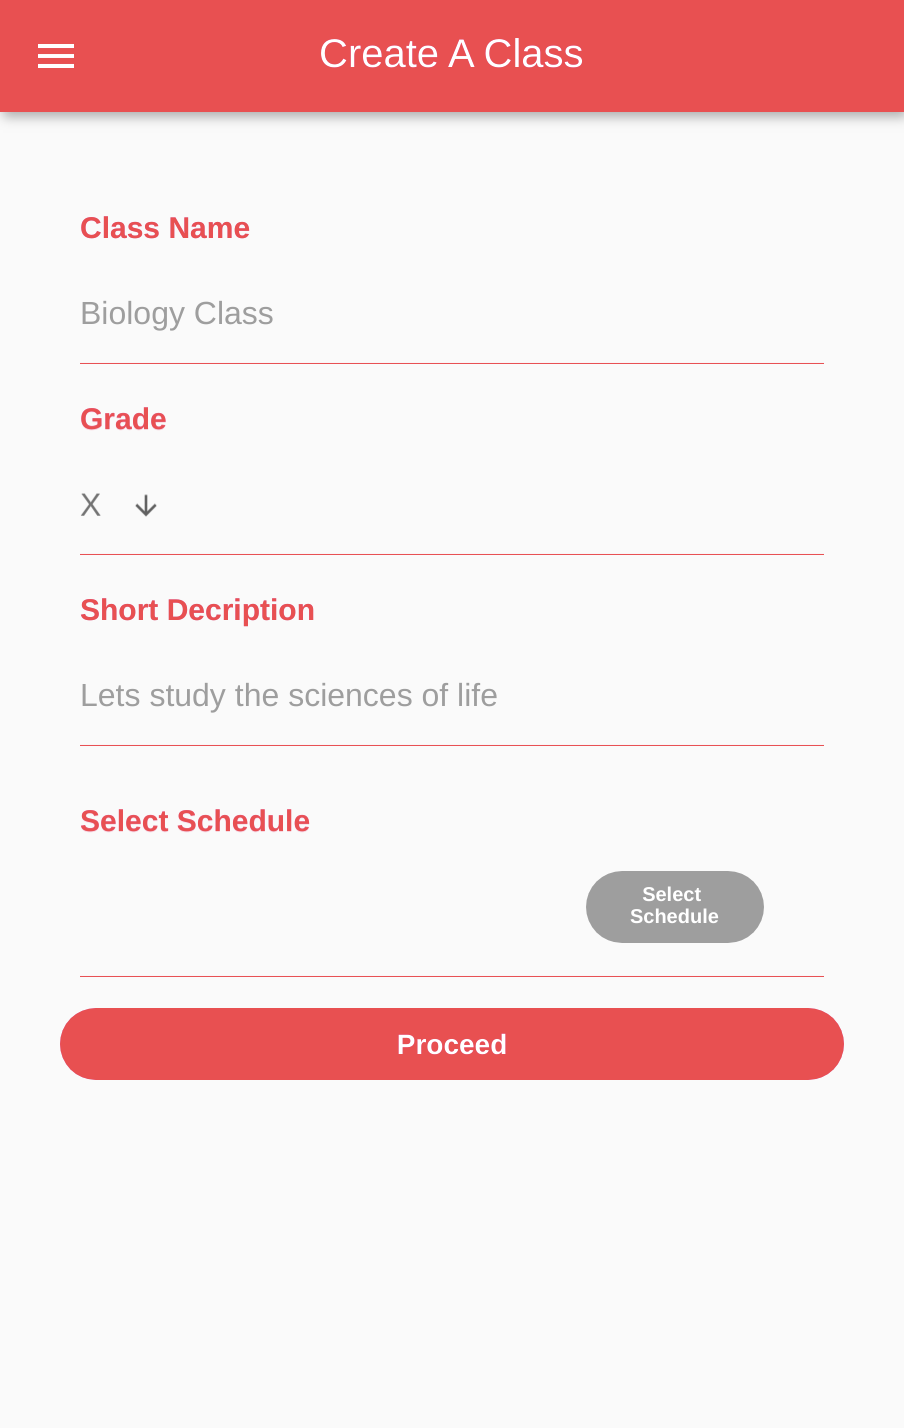 Create A Class
Class Name
Biology Class
Grade
X
Short Decription
Lets study the sciences of life
Select Schedule
Select
Schedule
Proceed